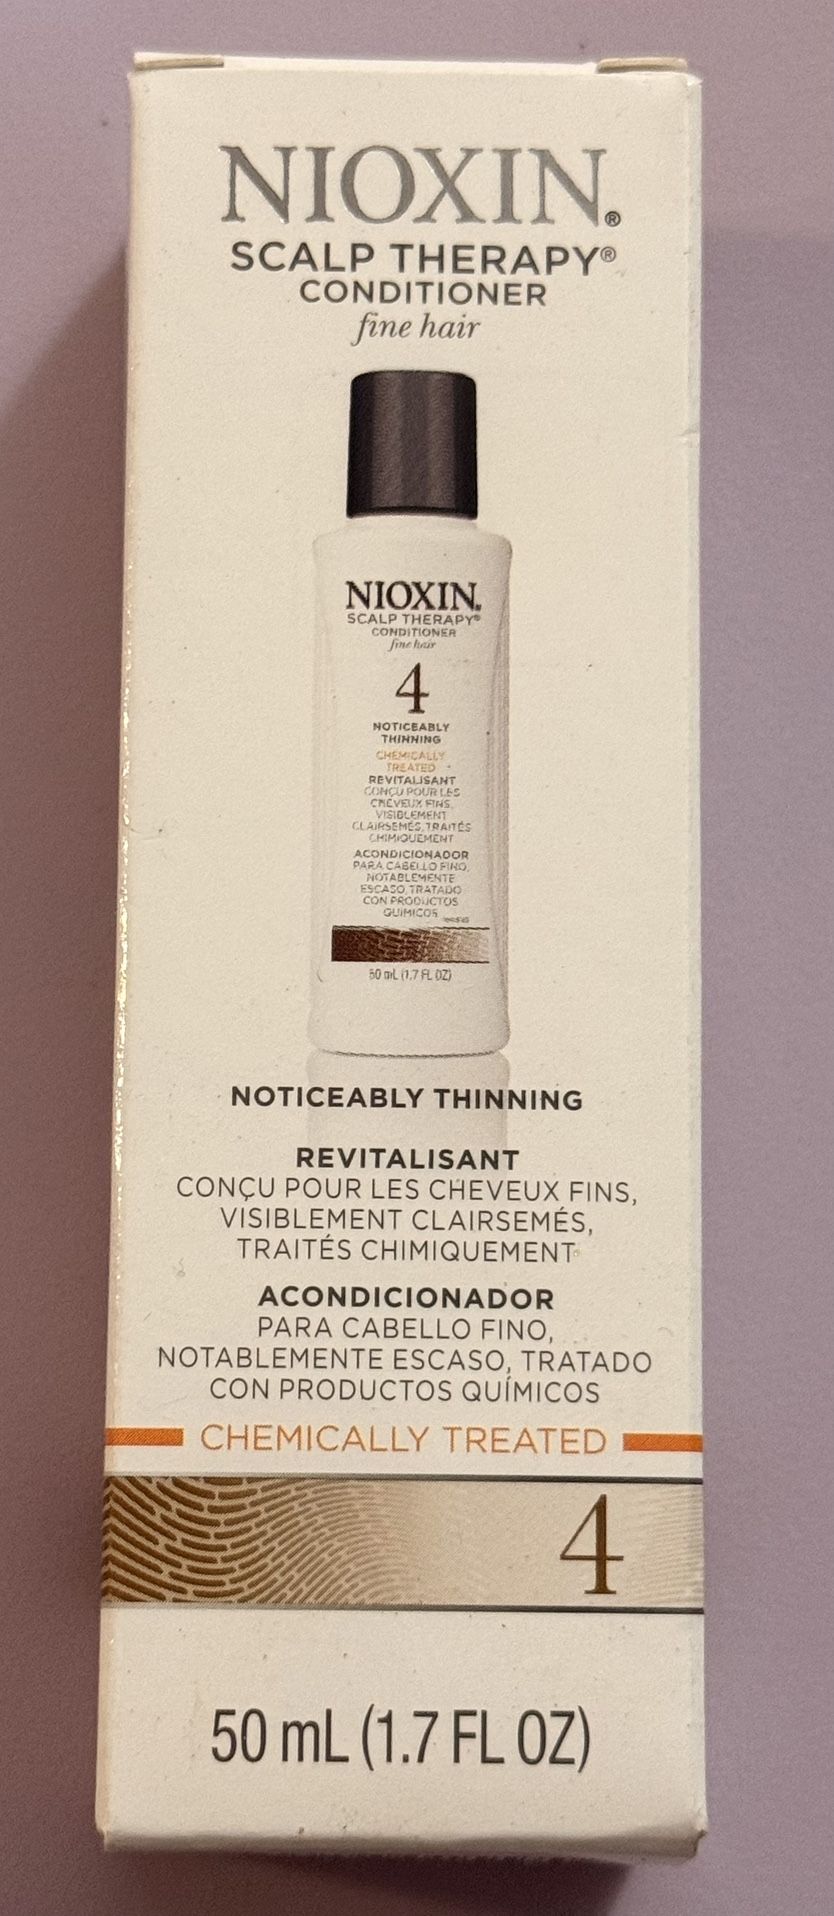 NIOXIN®
SCALP THERAPY®
CONDITIONER
fine hair
NIOXIN.
SCALP THERAPY®
CONDITIONER
fine hair
4
NOTICEABLY
THINNING
CHEMICALLY
TREATED
REVITALISANT
CONÇU POUR LES
CHEVEUX FINS,
VISIBLEMENT
CLAIRSEMÉS, TRAITÉS
CHIMIQUEMENT
ACONDICIONADOR
PARA CABELLO FINO,
NOTABLEMENTE
ESCASO, TRATADO
CON PRODUCTOS
QUÍMICOS
50 mL (1.7 FL OZ)
NOTICEABLY THINNING
REVITALISANT
CONÇU POUR LES CHEVEUX FINS,
VISIBLEMENT CLAIRSEMÉS,
TRAITÉS CHIMIQUEMENT
ACONDICIONADOR
PARA CABELLO FINO,
NOTABLEMENTE ESCASO, TRATADO
CON PRODUCTOS QUÍMICOS
CHEMICALLY TREATED
4
50 mL (1.7 FL OZ)